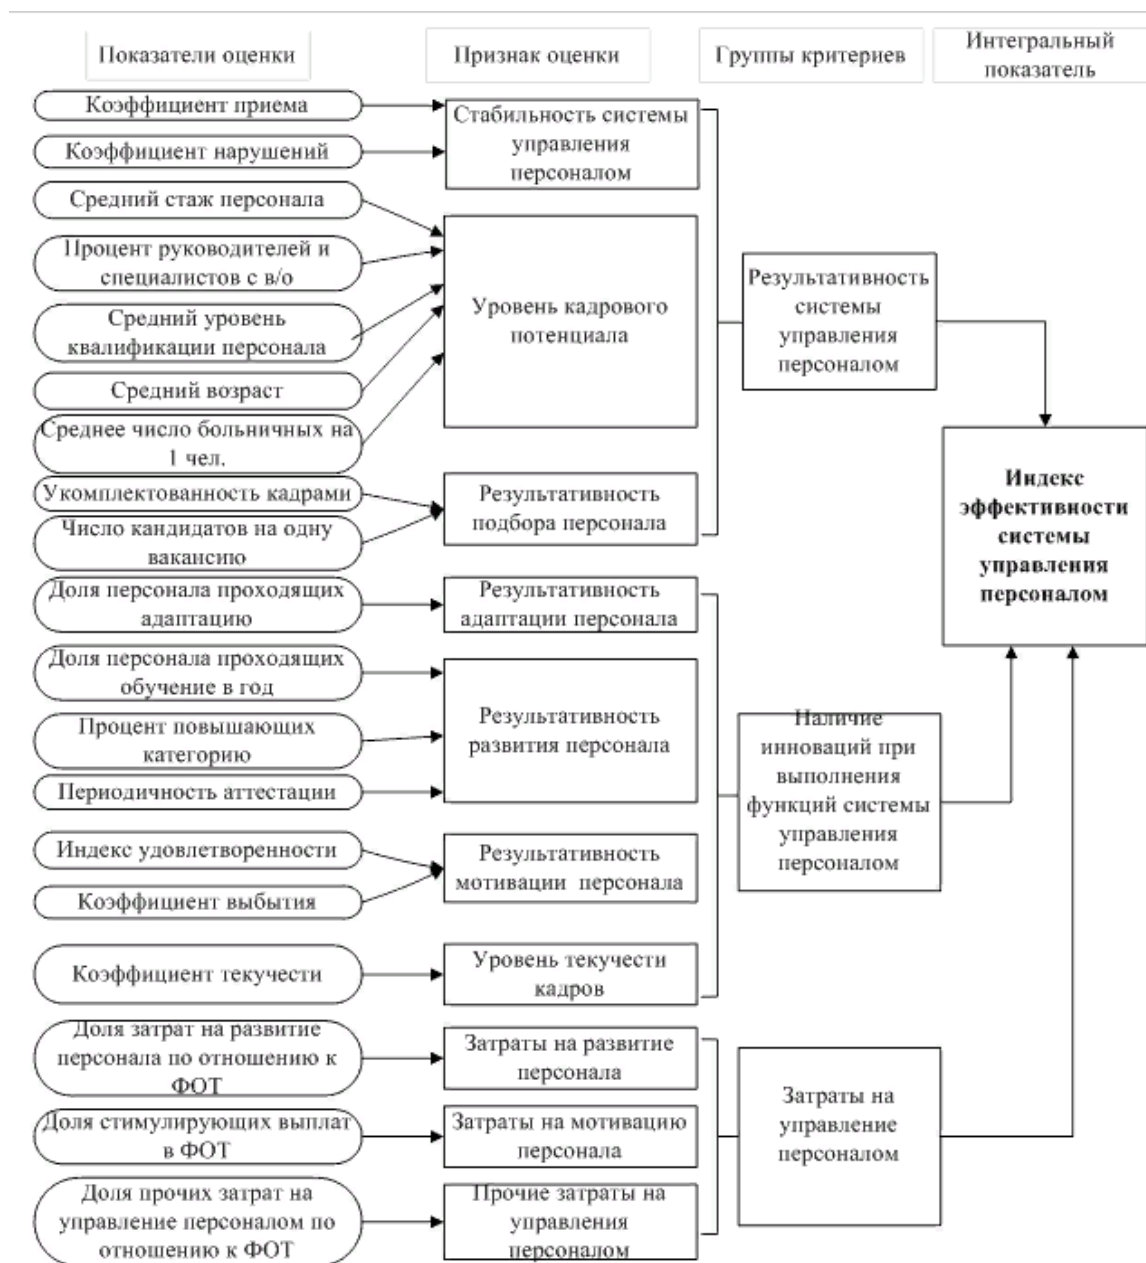 Показатели оценки
Признак оценки
Группы критериев
Интегральный
показатель
Коэффициент приема
Коэффициент нарушений
Средний стаж персонала
Процент руководителей и
специалистов с в/о
Средний уровень
квалификации персонала
Средний возраст
Среднее число больничных на
1 чел.
Укомплектованность кадрами
Число кандидатов на одну
вакансию
Доля персонала проходящих
адаптацию
Доля персонала проходящих
обучение в год
Процент повышающих
категорию
Периодичность аттестации
Индекс удовлетворенности
Коэффициент выбытия
Коэффициент текучести
Доля затрат на развитие
персонала по отношению к
ФОТ
Доля стимулирующих выплат
в ФОТ
Доля прочих затрат на
управление персоналом по
отношению к ФОТ
Стабильность системы
управления
персоналом
Уровень кадрового
потенциала
Результативность
подбора персонала
Результативность
адаптации персонала
Результативность
развития персонала
Результативность
мотивации персонала
Уровень текучести
кадров
Затраты на развитие
персонала
Затраты на мотивацию
персонала
Прочие затраты на
управления
персоналом
Результативность
системы
управления
персоналом
Наличие
инноваций при
выполнения
функций системы
управления
персоналом
Затраты на
управление
персоналом
Индекс
эффективности
системы
управления
персоналом